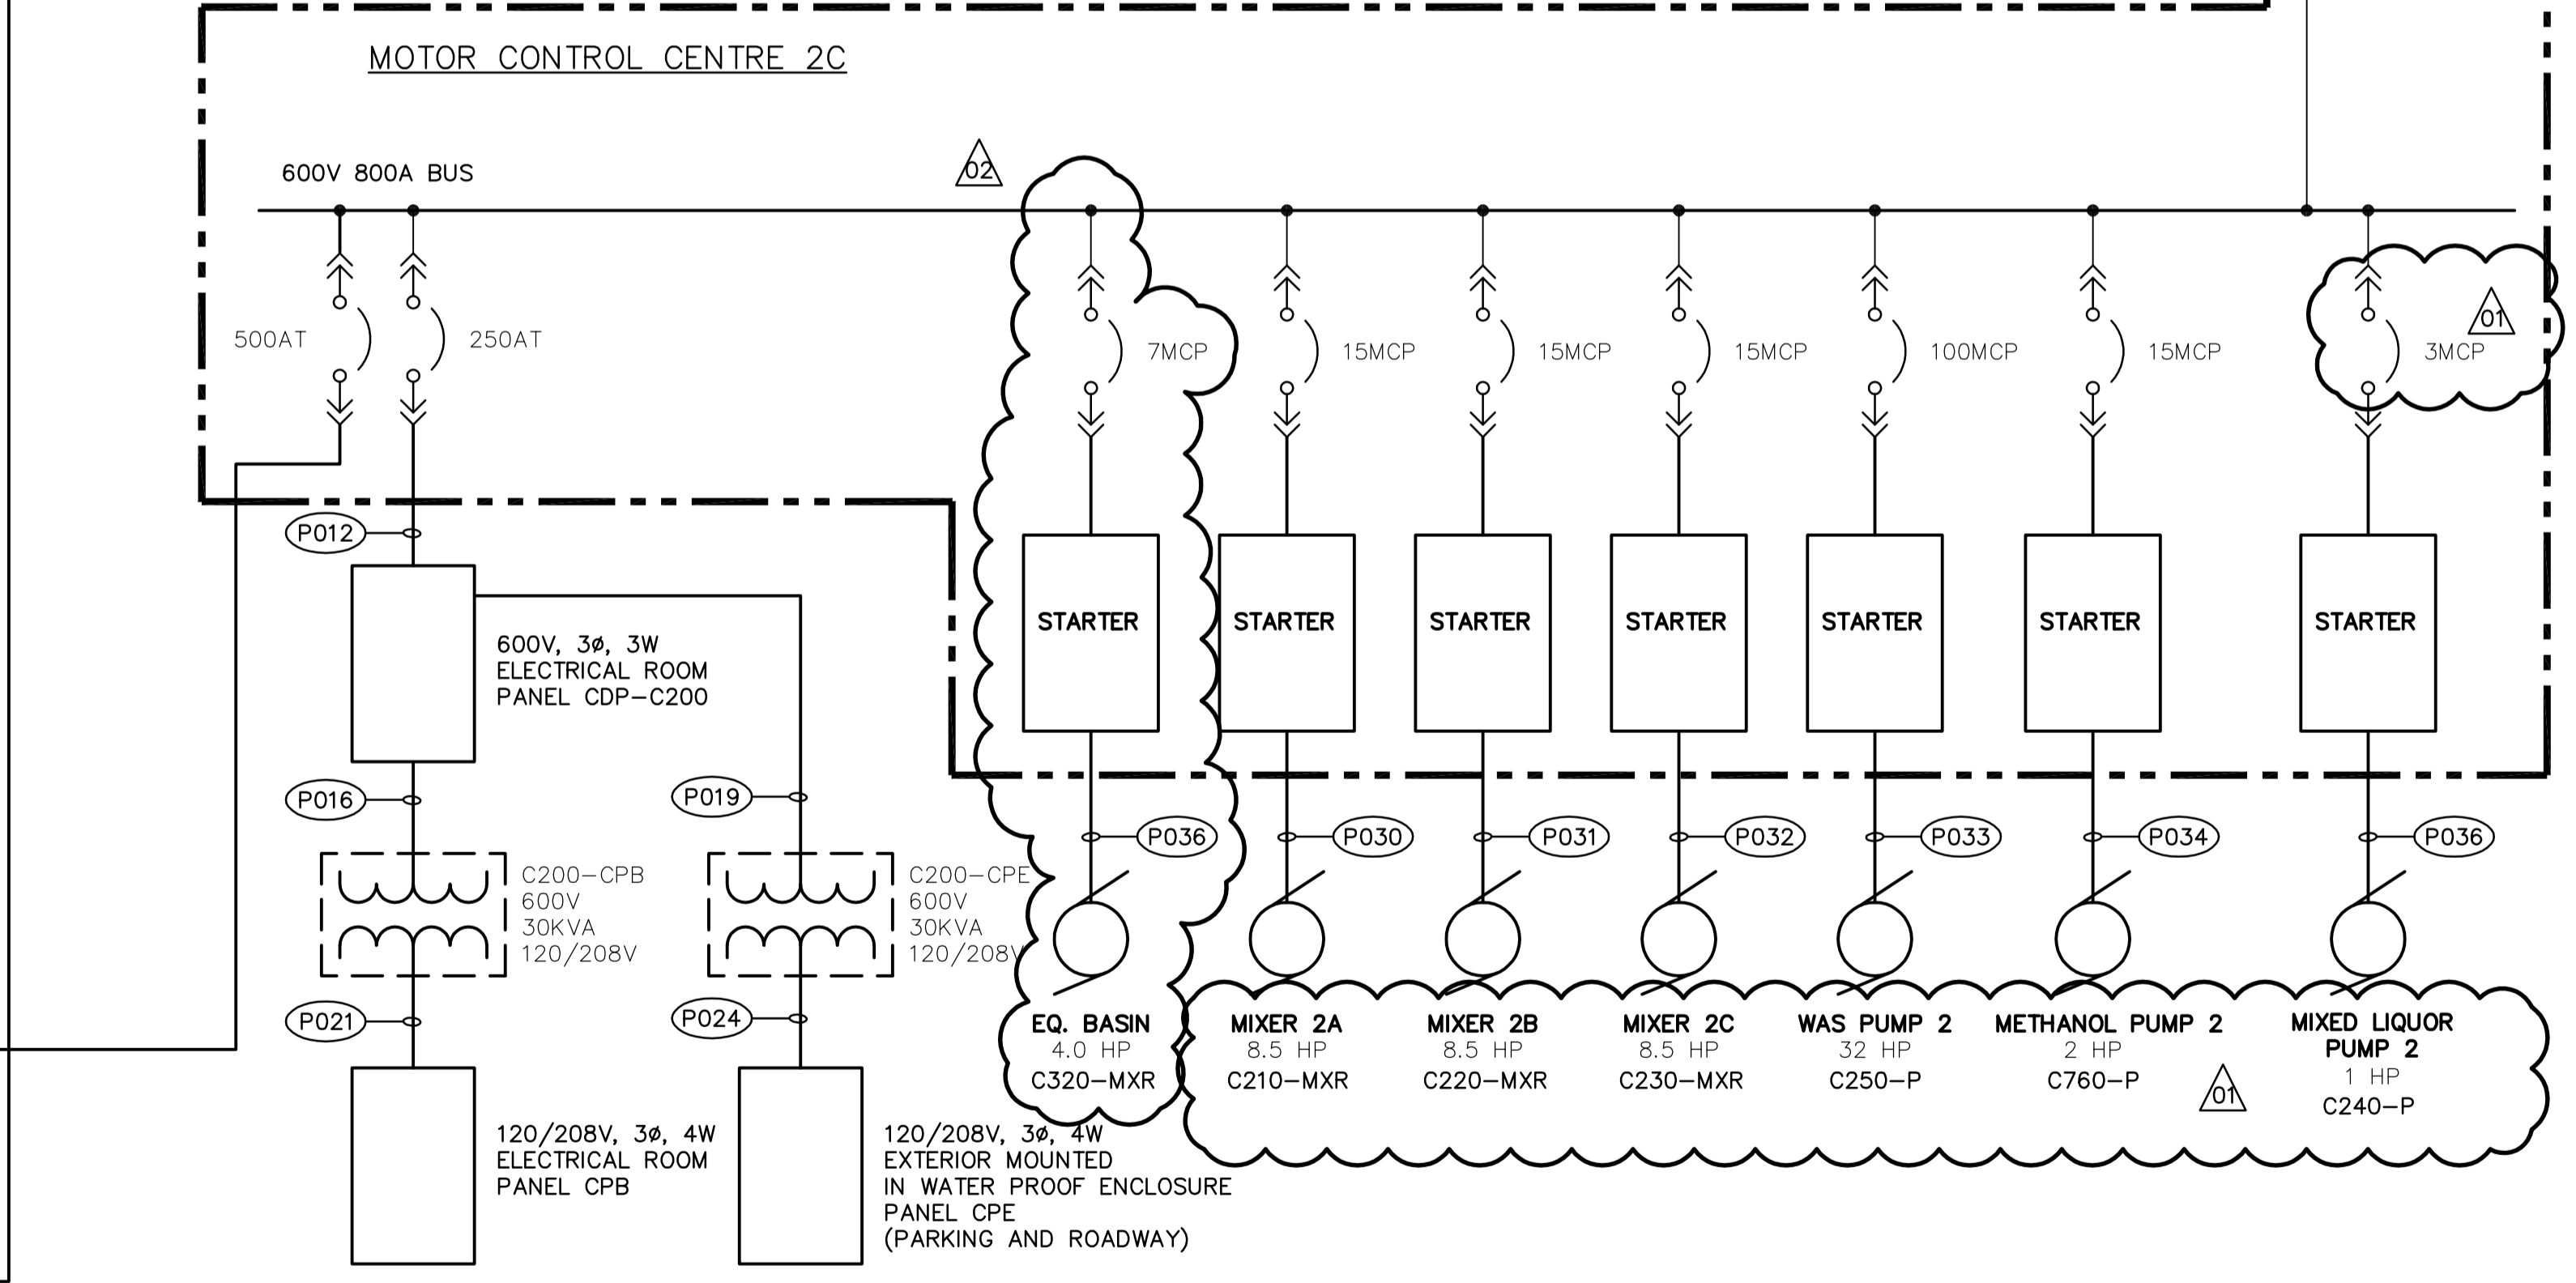 MOTOR CONTROL CENTRE 2C
600V 800A BUS
02
500AT
250AT
7MCP
15MCP
15MCP
15MCP
100MCP
15MCP
3MCP
01
P012
600V, 3ø, 3W
ELECTRICAL ROOM
PANEL CDP-C200
STARTER
STARTER
STARTER
STARTER
STARTER
STARTER
STARTER
P016
P019
P036
P030
P031
P032
P033
P034
P036
C200-CPB
600V
30KVA
120/208V
C200-CPE
600V
30KVA
120/208V
P021
P024
EQ. BASIN
4.0 HP
C320-MXR
MIXER 2A
8.5 HP
C210-MXR
MIXER 2B
8.5 HP
C220-MXR
MIXER 2C
8.5 HP
C230-MXR
WAS PUMP 2
32 HP
C250-P
METHANOL PUMP 2
2 HP
C760-P
01
MIXED LIQUOR
PUMP 2
1 HP
C240-P
120/208V, 3ø, 4W
ELECTRICAL ROOM
PANEL CPB
120/208V, 3ø, 4W
EXTERIOR MOUNTED
IN WATER PROOF ENCLOSURE
PANEL CPE
(PARKING AND ROADWAY)